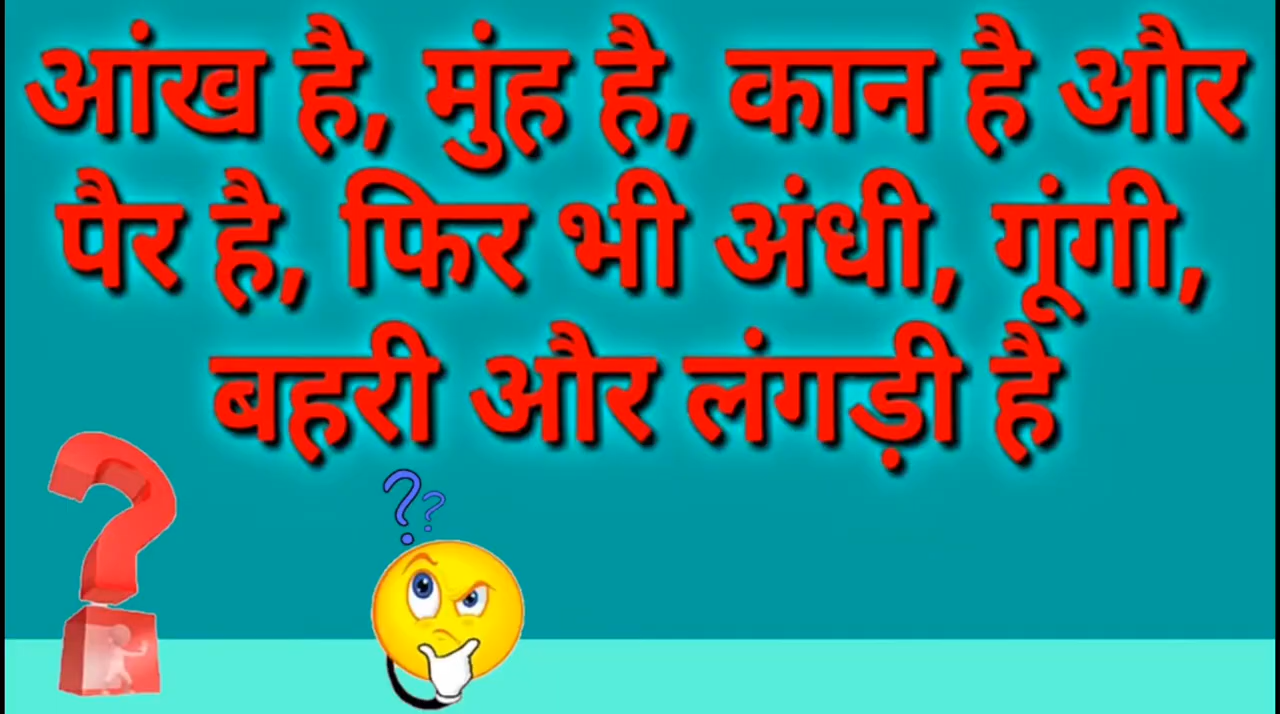 आंख है, मुंह है, कान है और
पैर है, फिर भी अंधी, गूंगी,
बहरी और लंगड़ी है